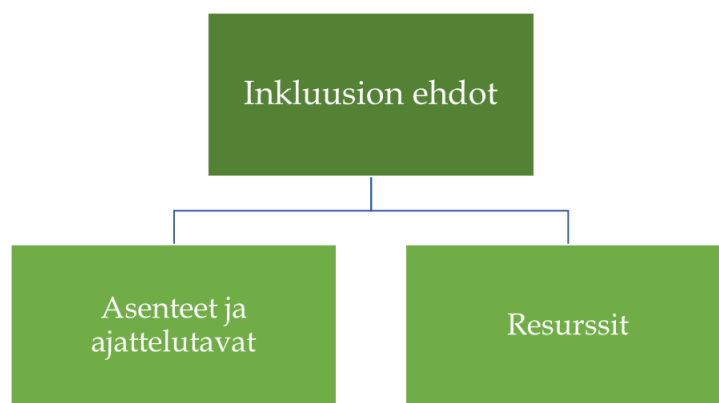 Inkluusion ehdot
Asenteet ja
ajattelutavat
Resurssit